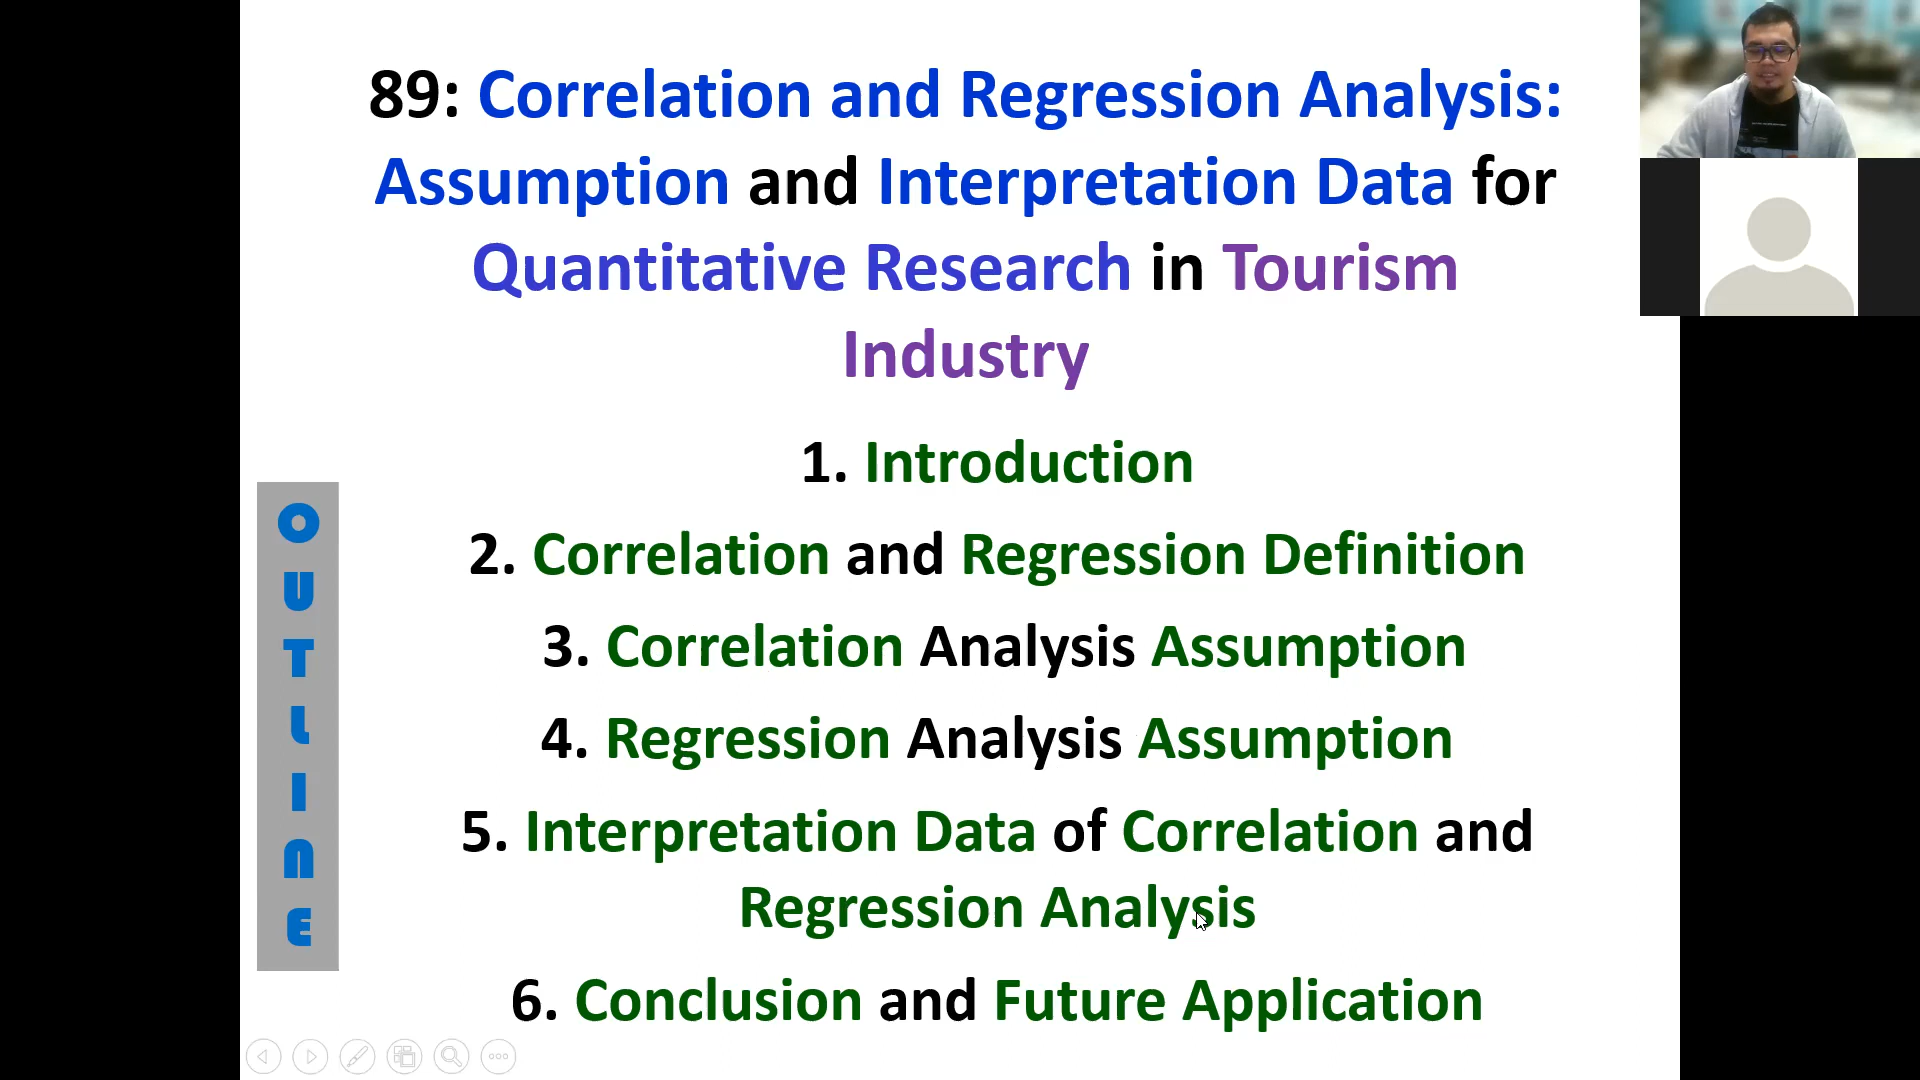 89: Correlation and Regression Analysis:
Assumption and Interpretation Data for
Quantitative Research in Tourism
Industry
1. Introduction
2. Correlation and Regression Definition
3. Correlation Analysis Assumption
4. Regression Analysis Assumption
5. Interpretation Data of Correlation and
Regression Analysis
6. Conclusion and Future Application
OUTLINE